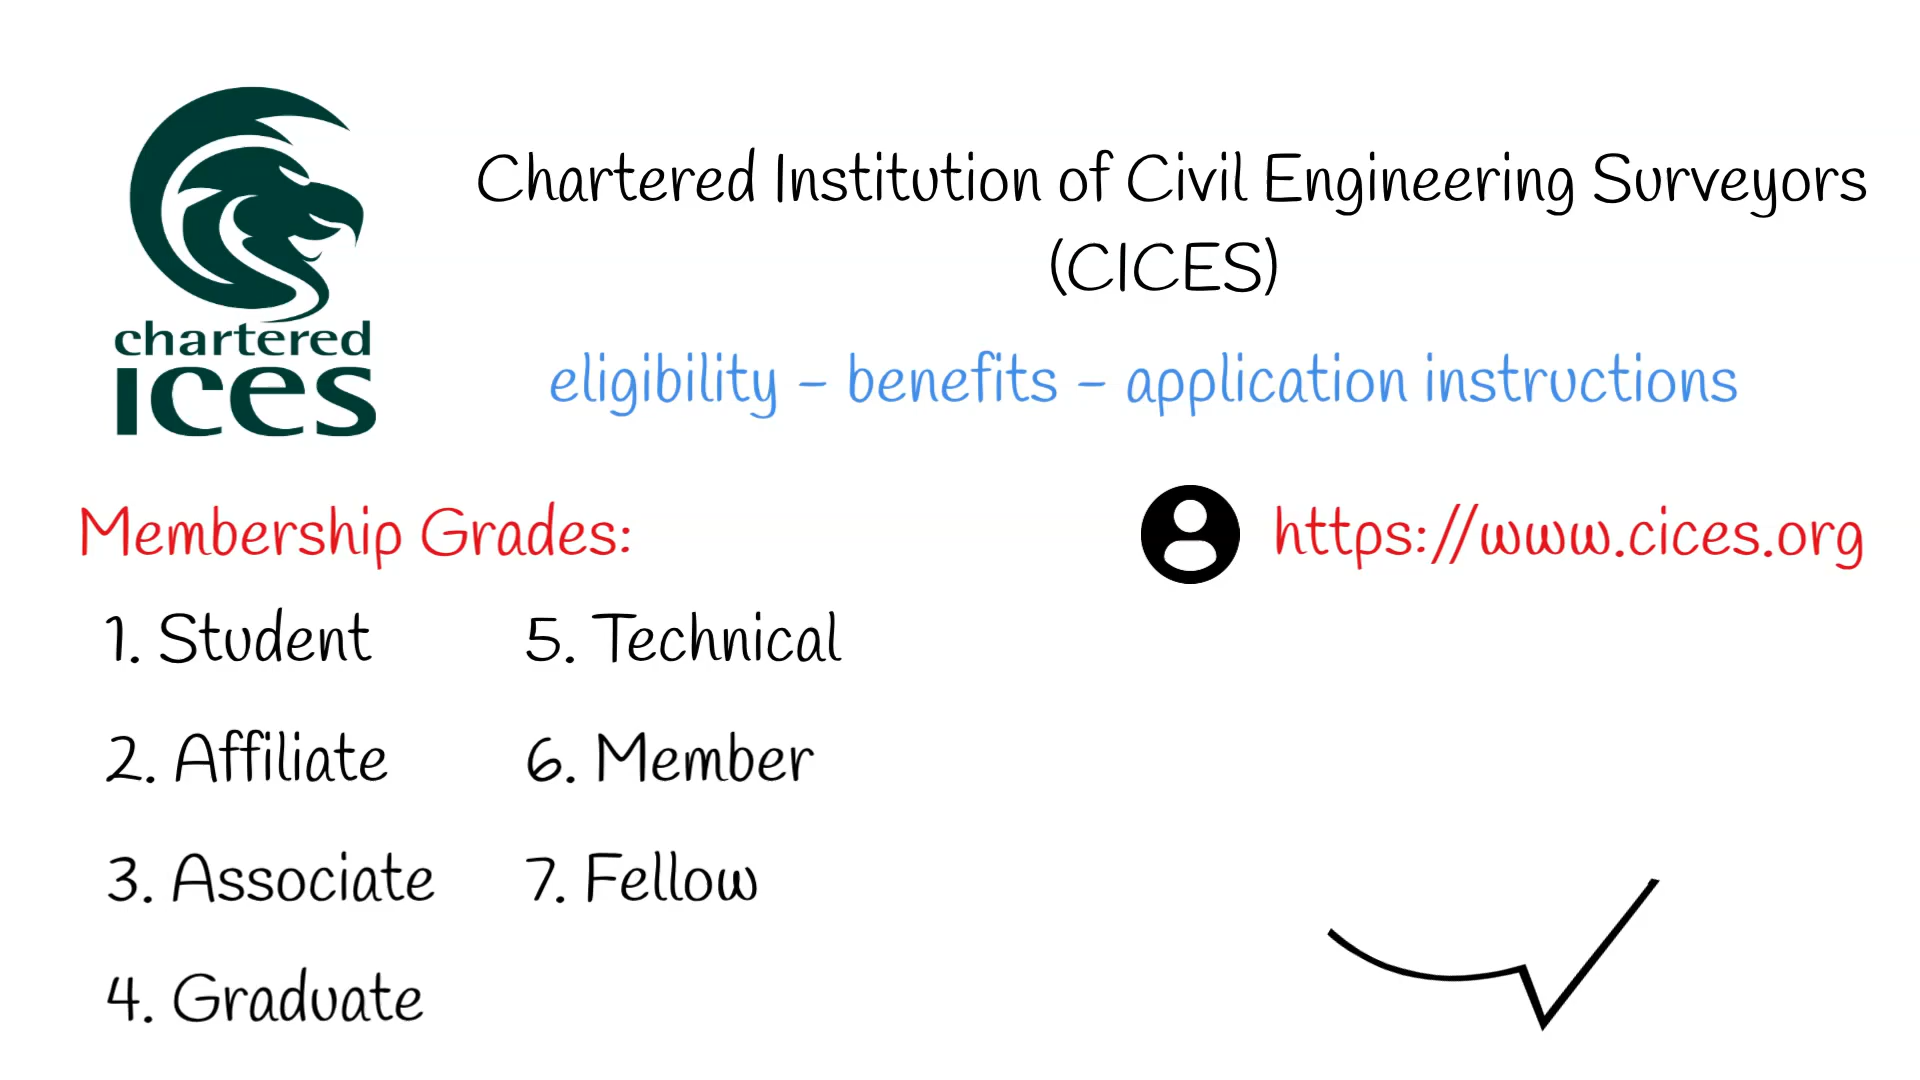 chartered
ices
Chartered Institution of Civil Engineering Surveyors
(CICES)
eligibility – benefits – application instructions
Membership Grades:
1. Student
2. Affiliate
3. Associate
4. Graduate
5. Technical
6. Member
7. Fellow
https://www.cices.org